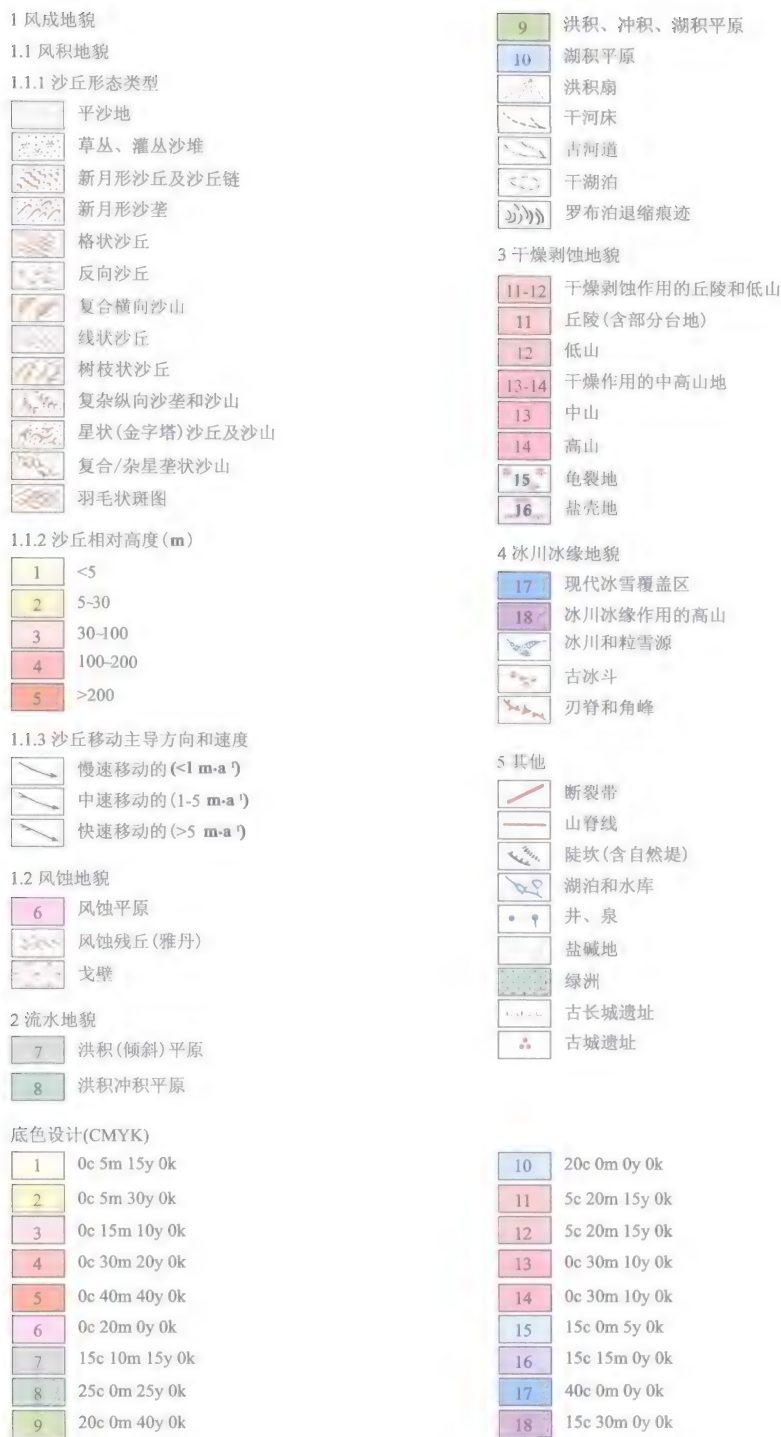 1 风成地貌
1.1 风积地貌
1.1.1 沙丘形态类型
平沙地
草丛、灌丛沙堆
新月形沙丘及沙丘链
新月形沙垄
格状沙丘
反向沙丘
复合横向沙山
线状沙丘
树枝状沙丘
复杂纵向沙垄和沙山
星状(金字塔)沙丘及沙山
复合/杂星垄状沙山
羽毛状斑图
1.1.2 沙丘相对高度(m)
1 <5
2 5-30
3 30-100
4 100-200
5 >200
1.1.3 沙丘移动主导方向和速度
慢速移动的(<1 m·a⁻¹)
中速移动的(1-5 m·a⁻¹)
快速移动的(>5 m·a⁻¹)
1.2 风蚀地貌
6 风蚀平原
风蚀残丘(雅丹)
戈壁
2 流水地貌
7 洪积(倾斜)平原
8 洪积冲积平原
9 洪积、冲积、湖积平原
10 湖积平原
洪积扇
干河床
古河道
干湖泊
罗布泊退缩痕迹
3 干燥剥蚀地貌
11-12 干燥剥蚀作用的丘陵和低山
11 丘陵(含部分台地)
12 低山
13-14 干燥作用的中高山地
13 中山
14 高山
15 龟裂地
16 盐壳地
4 冰川冰缘地貌
17 现代冰雪覆盖区
18 冰川冰缘作用的高山
冰川和粒雪源
古冰斗
刃脊和角峰
5 其他
断裂带
山脊线
陡坎(含自然堤)
湖泊和水库
井、泉
盐碱地
绿洲
古长城遗址
古城遗址
底色设计(CMYK)
1 0c 5m 15y 0k
2 0c 5m 30y 0k
3 0c 15m 10y 0k
4 0c 30m 20y 0k
5 0c 40m 40y 0k
6 0c 20m 0y 0k
7 15c 10m 15y 0k
8 25c 0m 25y 0k
9 20c 0m 40y 0k
10 20c 0m 0y 0k
11 5c 20m 15y 0k
12 5c 20m 15y 0k
13 0c 30m 10y 0k
14 0c 30m 10y 0k
15 15c 0m 5y 0k
16 15c 15m 0y 0k
17 40c 0m 0y 0k
18 15c 30m 0y 0k